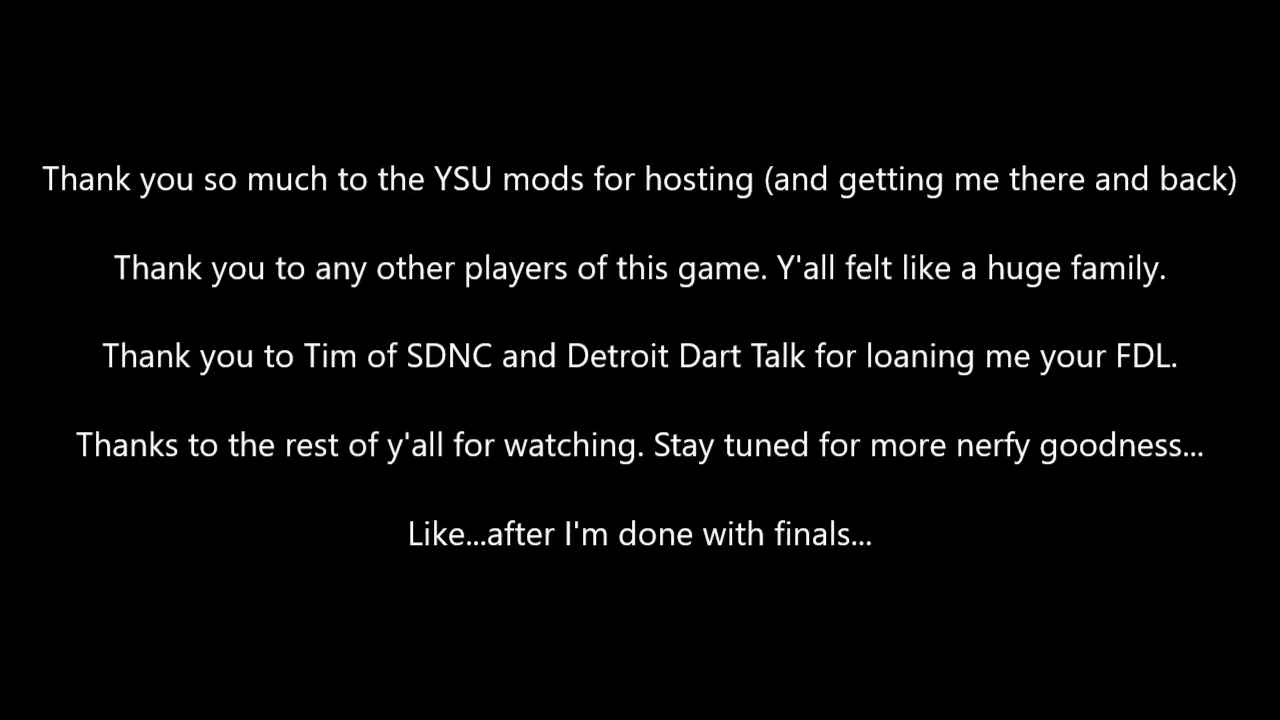 Thank you so much to the YSU mods for hosting (and getting me there and back)
Thank you to any other players of this game. Y'all felt like a huge family.
Thank you to Tim of SDNC and Detroit Dart Talk for loaning me your FDL.
Thanks to the rest of y'all for watching. Stay tuned for more nerfy goodness...
Like...after I'm done with finals...